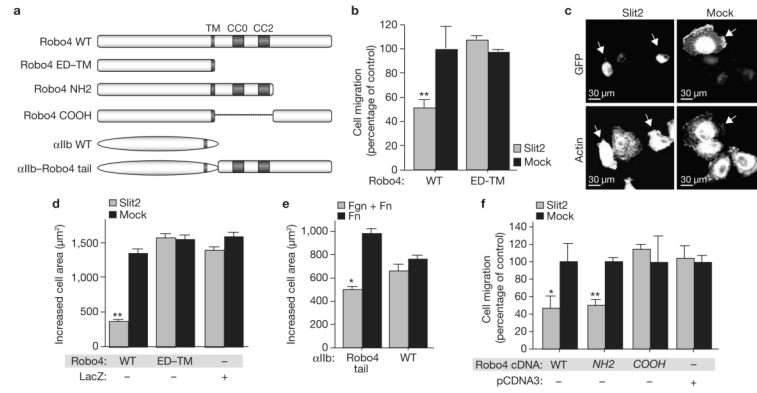 a
TM CC0 CC2
Robo4 WT
Robo4 ED–TM
Robo4 NH2
Robo4 COOH
αIIb WT
αIIb–Robo4 tail
b
Cell migration
(percentage of control)
120
100
80
60
40
20
0
**
Slit2
Mock
Robo4: WT ED-TM
c
Slit2 Mock
GFP
30 µm 30 µm
Actin
30 µm 30 µm
d
Slit2
Mock
Increased cell area (µm²)
1,500
1,000
500
0
**
Robo4: WT ED–TM –
LacZ: – – +
e
Fgn + Fn
Fn
Increased cell area (µm²)
1,000
800
600
400
200
0
*
αIIb: Robo4 tail WT
f
Slit2
Mock
Cell migration
(percentage of control)
140
120
100
80
60
40
20
0
* **
Robo4 cDNA: WT NH2 COOH –
pCDNA3: – – – +